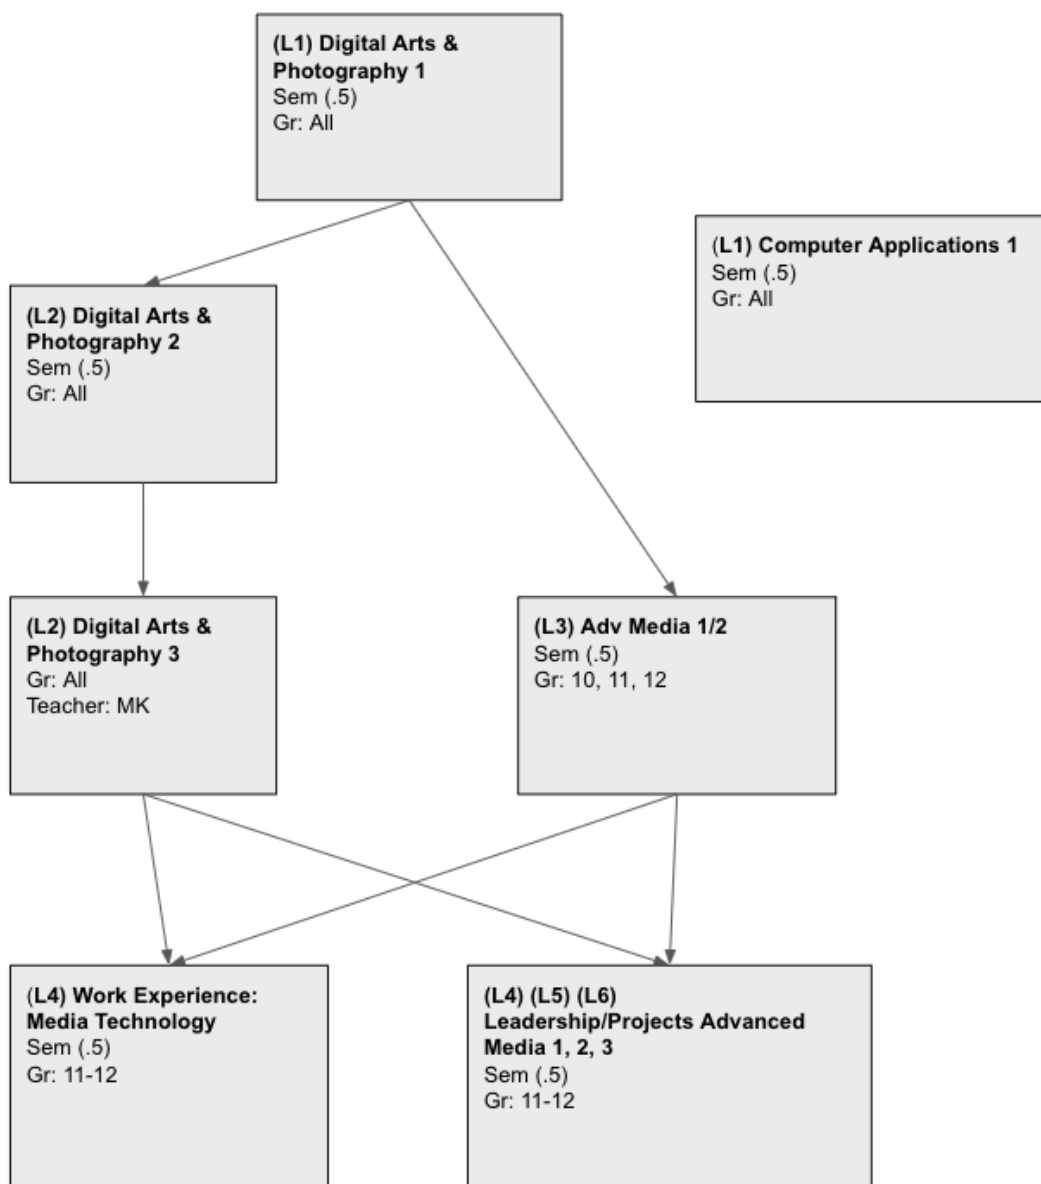 (L1) Digital Arts &
Photography 1
Sem (.5)
Gr: All
(L1) Computer Applications 1
Sem (.5)
Gr: All
(L2) Digital Arts &
Photography 2
Sem (.5)
Gr: All
(L2) Digital Arts &
Photography 3
Gr: All
Teacher: MK
(L3) Adv Media 1/2
Sem (.5)
Gr: 10, 11, 12
(L4) Work Experience:
Media Technology
Sem (.5)
Gr: 11-12
(L4) (L5) (L6)
Leadership/Projects Advanced
Media 1, 2, 3
Sem (.5)
Gr: 11-12